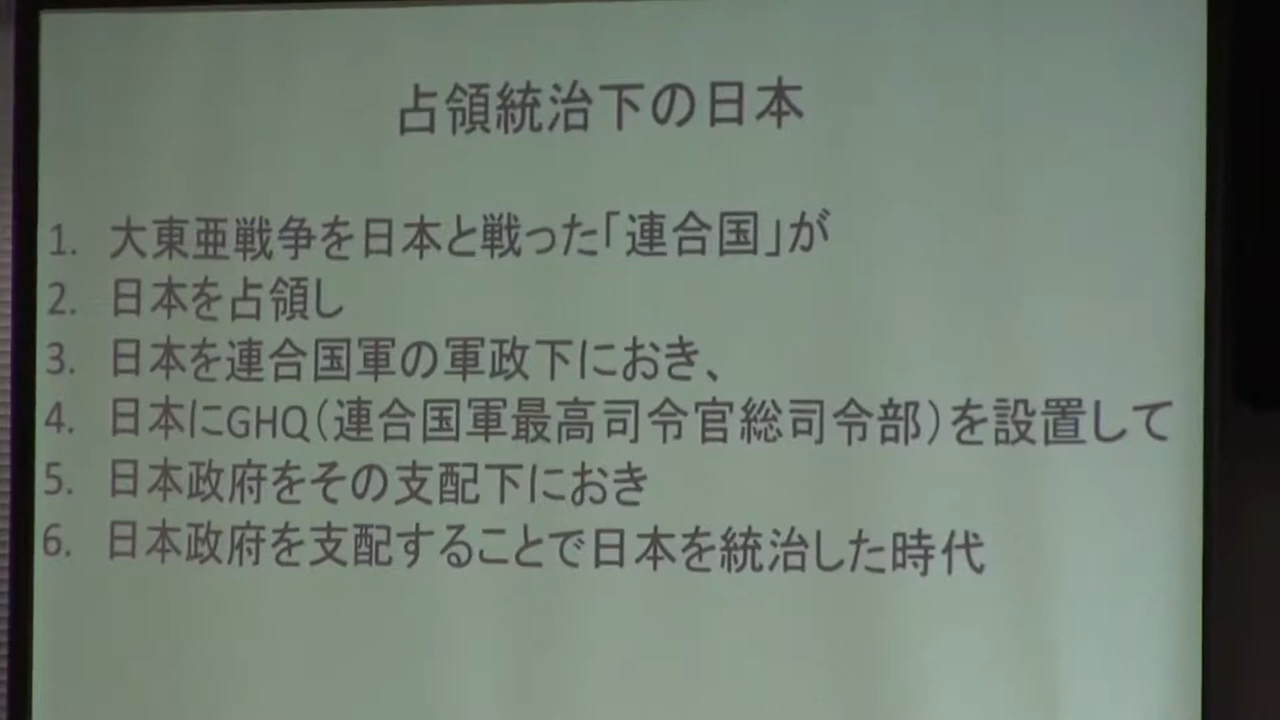 占領統治下の日本
1. 大東亜戦争を日本と戦った「連合国」が
2. 日本を占領し
3. 日本を連合国軍の軍政下におき、
4. 日本にGHQ(連合国軍最高司令官総司令部)を設置して
5. 日本政府をその支配下におき
6. 日本政府を支配することで日本を統治した時代